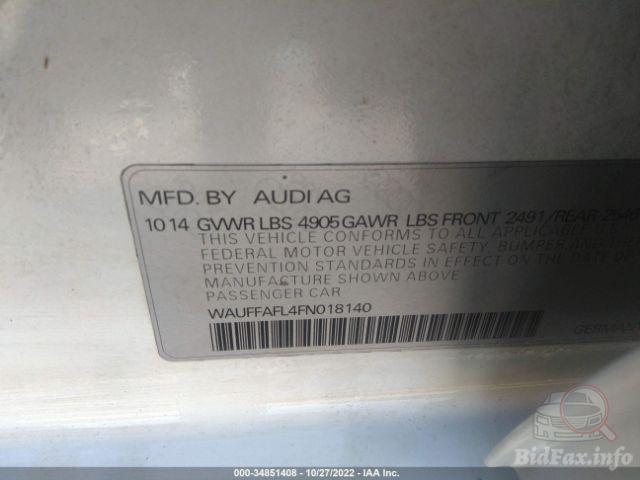 MFD. BY AUDI AG
10 14 GVWR LBS 4905 GAWR LBS FRONT 2491/REAR
THIS VEHICLE CONFORMS TO ALL APPLICABLE
FEDERAL MOTOR VEHICLE SAFETY, BUMPER, AND
PREVENTION STANDARDS IN EFFECT ON THE DATE OF
MANUFACTURE SHOWN ABOVE
PASSENGER CAR
WAUFFAFL4FN018140
GERMANY
000-34851408 - 10/27/2022 - IAA Inc.
BidFax.info